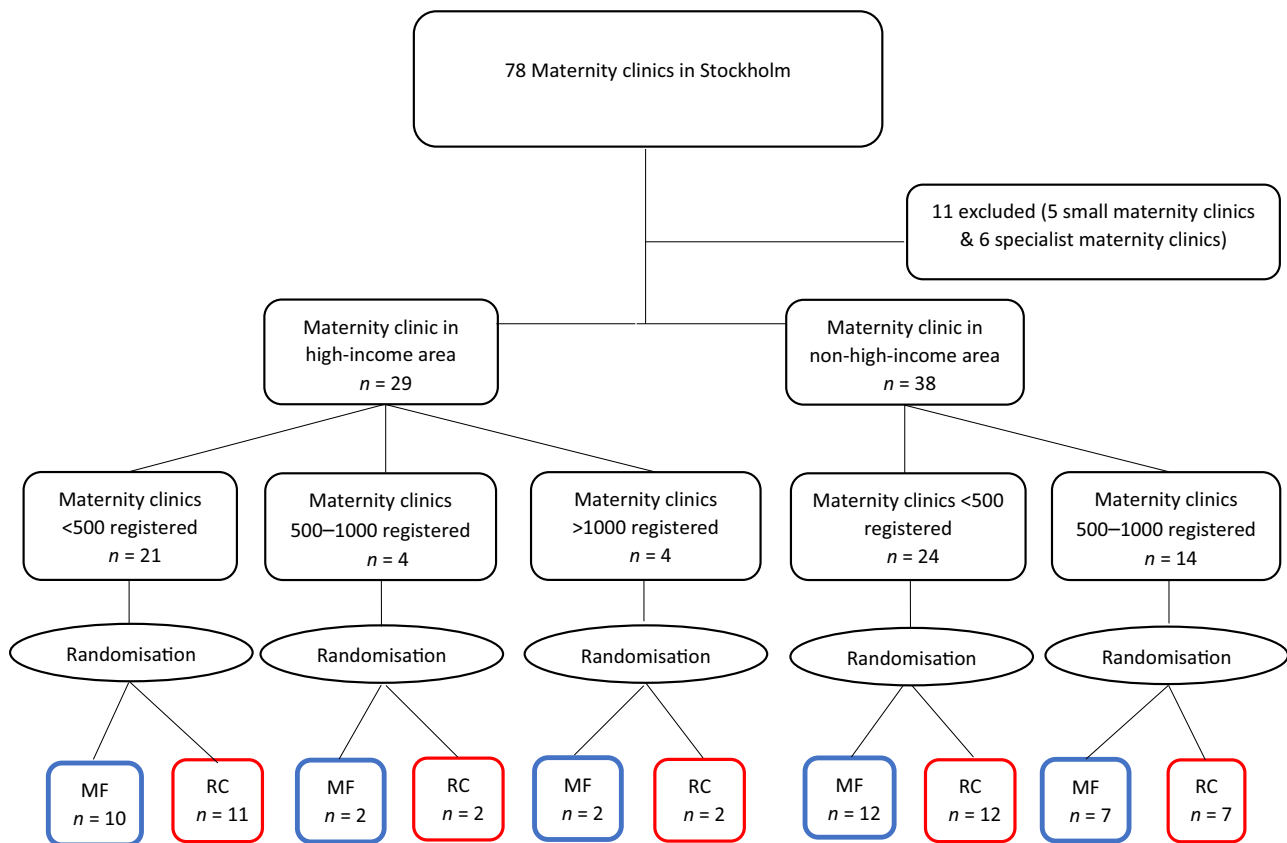 78 Maternity clinics in Stockholm
11 excluded (5 small maternity clinics
& 6 specialist maternity clinics)
Maternity clinic in
high-income area
n = 29
Maternity clinic in
non-high-income area
n = 38
Maternity clinics
<500 registered
n = 21
Maternity clinics
500–1000 registered
n = 4
Maternity clinics
>1000 registered
n = 4
Maternity clinics <500
registered
n = 24
Maternity clinics
500–1000 registered
n = 14
Randomisation
Randomisation
Randomisation
Randomisation
Randomisation
MF
n = 10
RC
n = 11
MF
n = 2
RC
n = 2
MF
n = 2
RC
n = 2
MF
n = 12
RC
n = 12
MF
n = 7
RC
n = 7